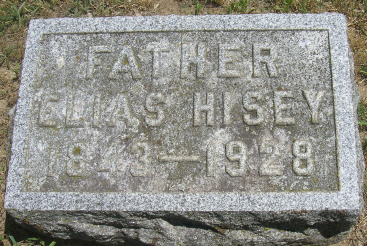 FATHER
ELIAS HISEY
1843-1928